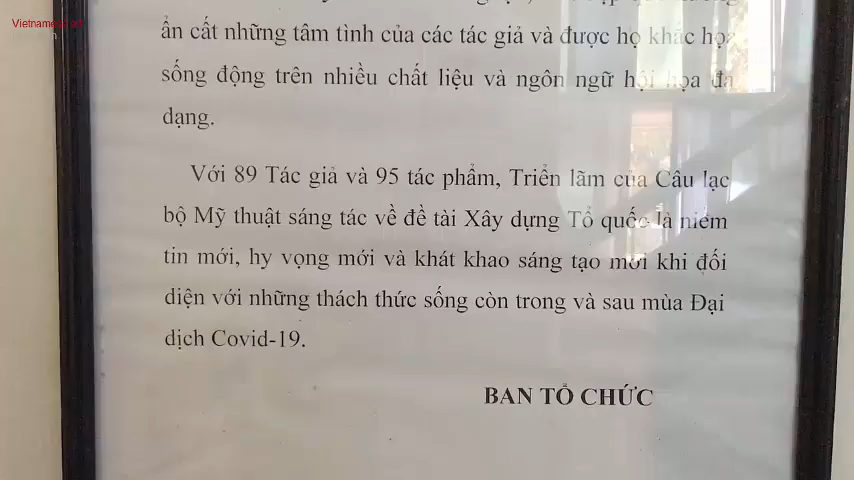 Vietnamese art
ẩn cất những tâm tình của các tác giả và được họ khắc họa
sống động trên nhiều chất liệu và ngôn ngữ hội họa đa
dạng.
Với 89 Tác giả và 95 tác phẩm, Triển lãm của Câu lạc
bộ Mỹ thuật sáng tác về đề tài Xây dựng Tổ quốc là niềm
tin mới, hy vọng mới và khát khao sáng tạo mới khi đối
diện với những thách thức sống còn trong và sau mùa Đại
dịch Covid-19.
BAN TỔ CHỨC